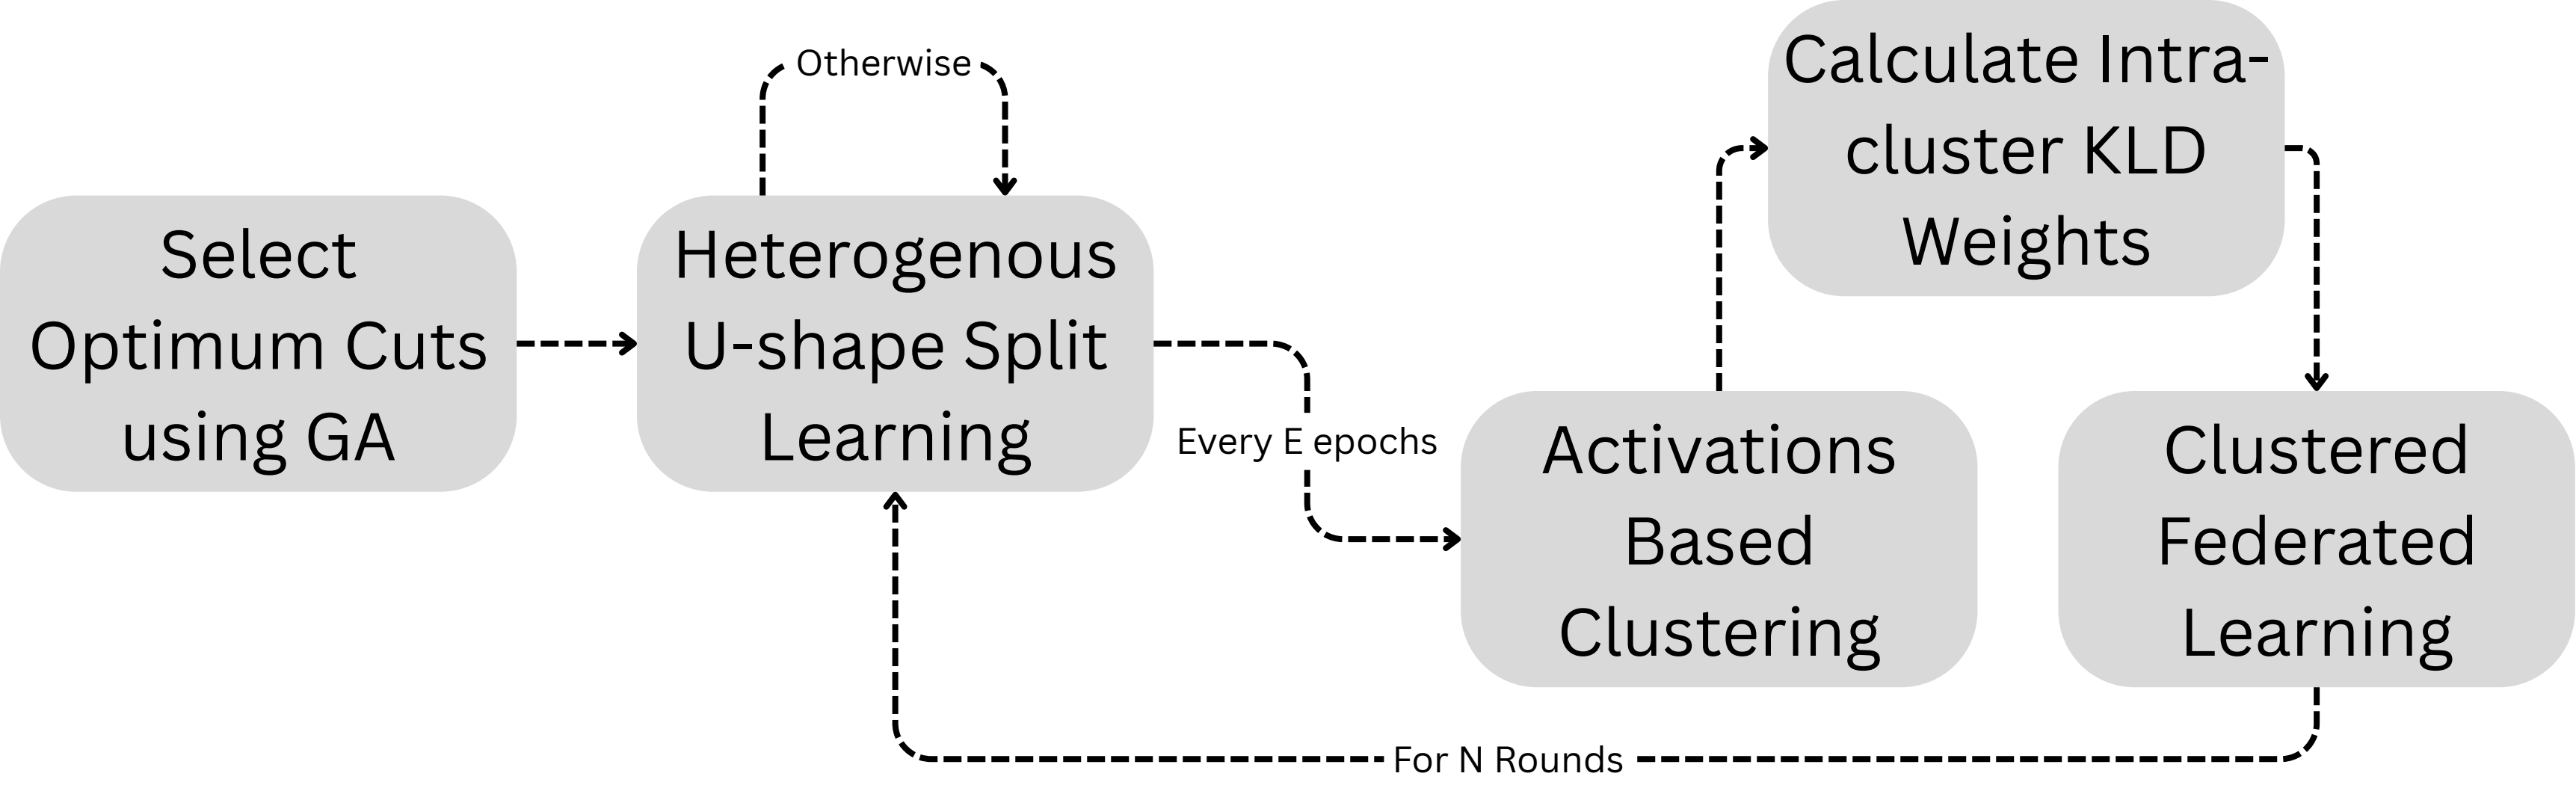 Select
Optimum Cuts
using GA
Otherwise
Heterogenous
U-shape Split
Learning
Every E epochs
Activations
Based
Clustering
Calculate Intra-
cluster KLD
Weights
Clustered
Federated
Learning
For N Rounds